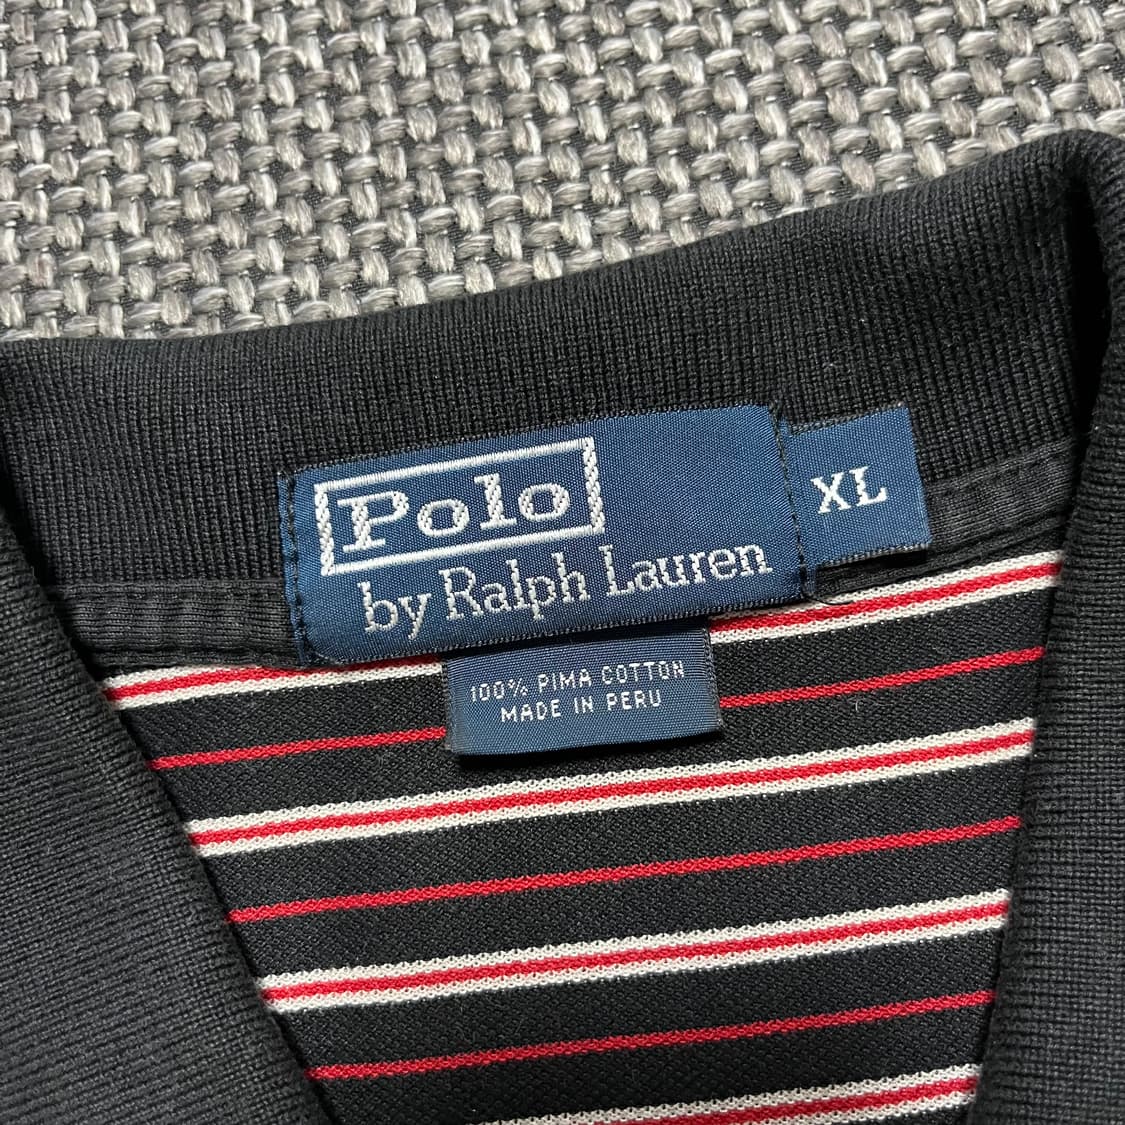 Polo
by Ralph Lauren
XL
100% PIMA COTTON
MADE IN PERU